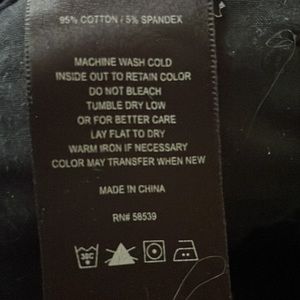 95% COTTON / 5% SPANDEX
MACHINE WASH COLD
INSIDE OUT TO RETAIN COLOR
DO NOT BLEACH
TUMBLE DRY LOW
OR FOR BETTER CARE
LAY FLAT TO DRY
WARM IRON IF NECESSARY
COLOR MAY TRANSFER WHEN NEW
MADE IN CHINA
RN# 58539
30C